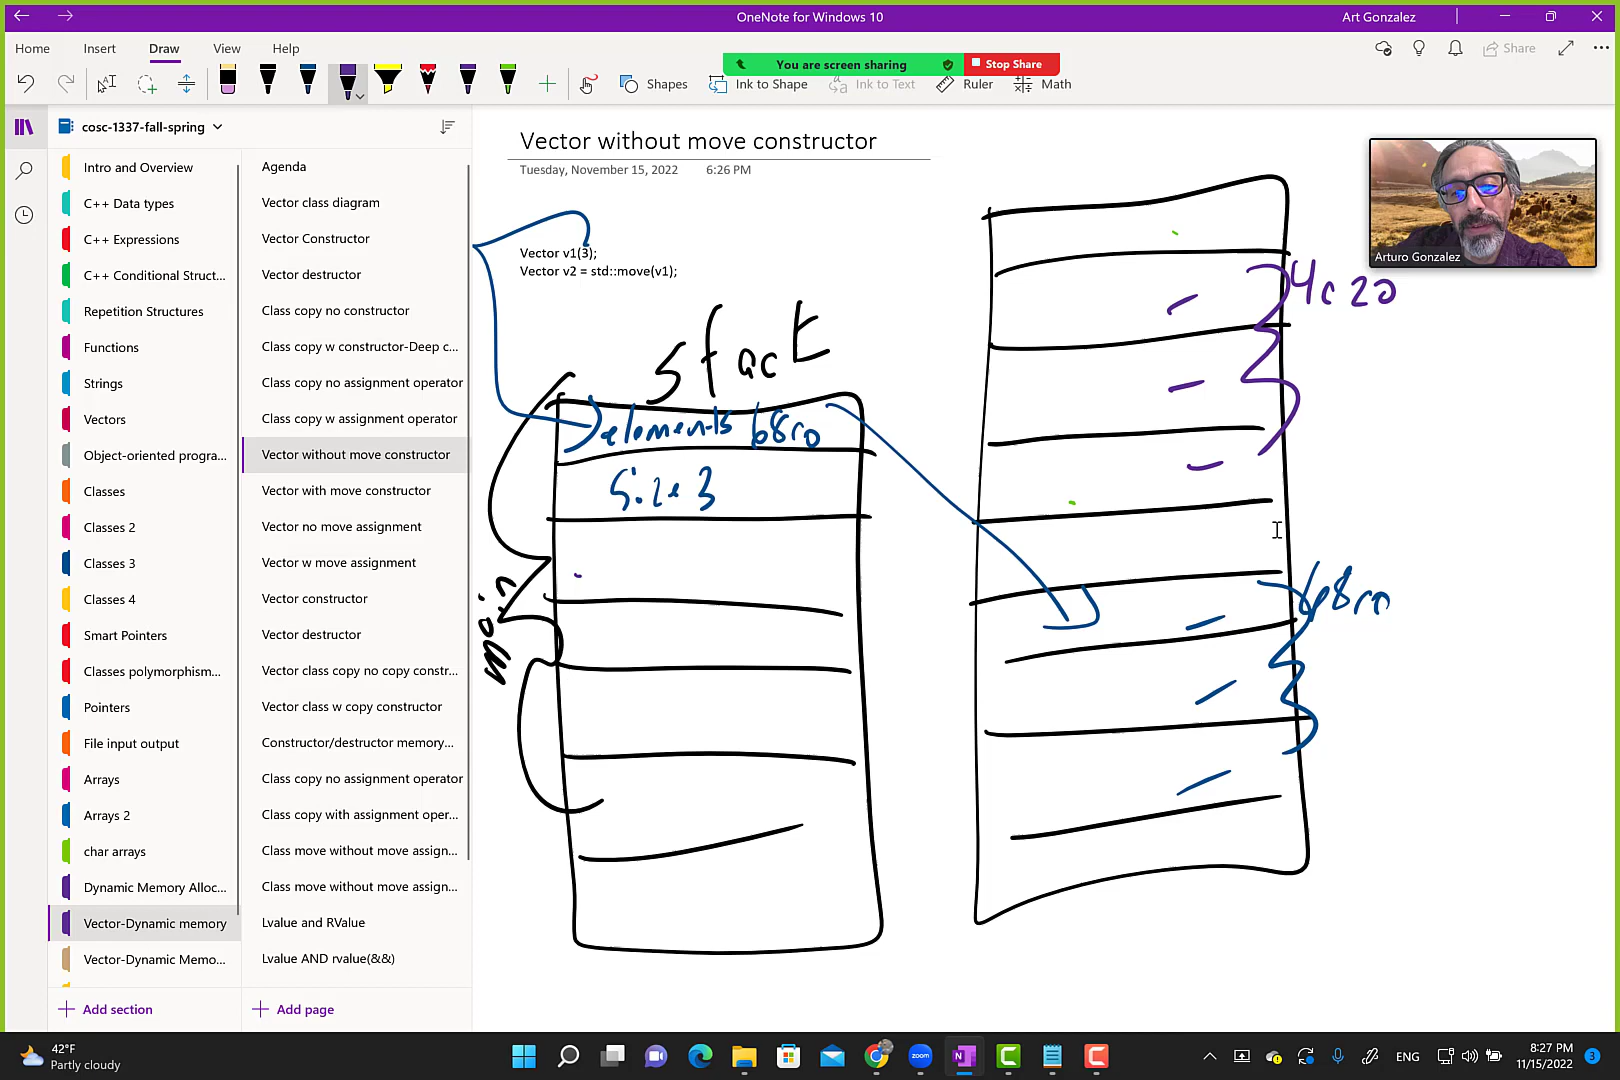 OneNote for Windows 10
Art Gonzalez
Home Insert Draw View Help
You are screen sharing
Stop Share
Share
Shapes
Ink to Shape
Ink to Text
Ruler
Math
cosc-1337-fall-spring
Intro and Overview
C++ Data types
C++ Expressions
C++ Conditional Struct...
Repetition Structures
Functions
Strings
Vectors
Object-oriented progra...
Classes
Classes 2
Classes 3
Classes 4
Smart Pointers
Classes polymorphism...
Pointers
File input output
Arrays
Arrays 2
char arrays
Dynamic Memory Alloc...
Vector-Dynamic memory
Vector-Dynamic Memo...
Add section
Agenda
Vector class diagram
Vector Constructor
Vector destructor
Class copy no constructor
Class copy w constructor-Deep c...
Class copy no assignment operator
Class copy w assignment operator
Vector without move constructor
Vector with move constructor
Vector no move assignment
Vector w move assignment
Vector constructor
Vector destructor
Vector class copy no copy constr...
Vector class w copy constructor
Constructor/destructor memory...
Class copy no assignment operator
Class copy with assignment oper...
Class move without move assign...
Class move without move assign...
Lvalue and RValue
Lvalue AND rvalue(&&)
Add page
Vector without move constructor
Tuesday, November 15, 2022 6:26 PM
Vector v1(3);
Vector v2 = std::move(v1);
stack
elements
size 3
main
Arturo Gonzalez
42°F
Partly cloudy
zoom
ENG
8:27 PM
11/15/2022
3